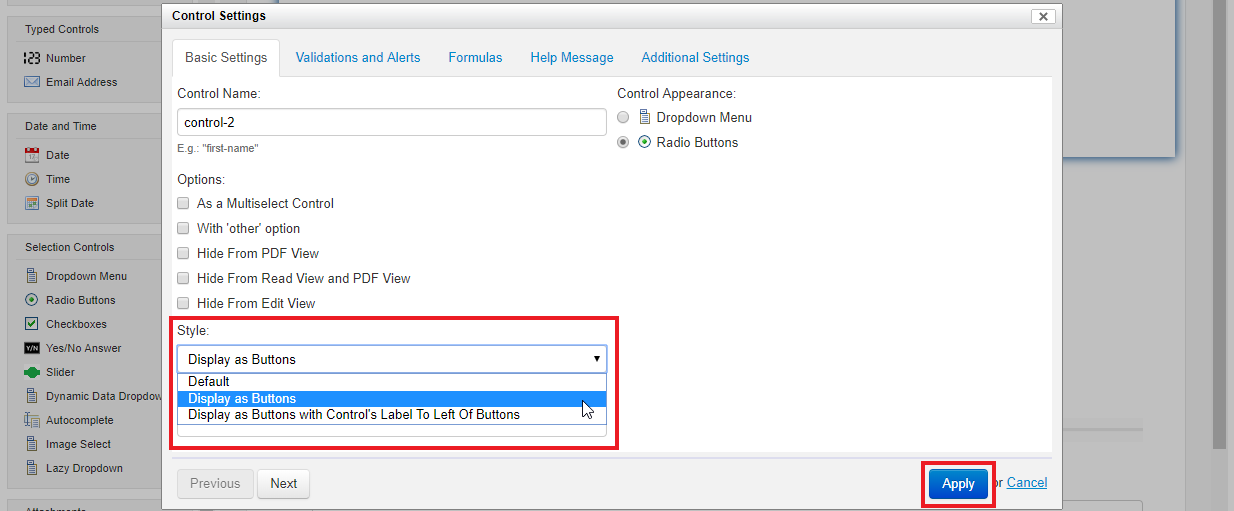 Control Settings
Typed Controls
123 Number
Email Address
Date and Time
17 Date
Time
Split Date
Selection Controls
Dropdown Menu
Radio Buttons
Checkboxes
Y/N Yes/No Answer
Slider
Dynamic Data Dropdow
Autocomplete
Image Select
Lazy Dropdown
Attachments
Basic Settings Validations and Alerts Formulas Help Message Additional Settings
Control Name:
control-2
E.g.: "first-name"
Control Appearance:
Dropdown Menu
Radio Buttons
Options:
As a Multiselect Control
With 'other' option
Hide From PDF View
Hide From Read View and PDF View
Hide From Edit View
Style:
Display as Buttons
Default
Display as Buttons
Display as Buttons with Control's Label To Left Of Buttons
Previous Next Apply or Cancel